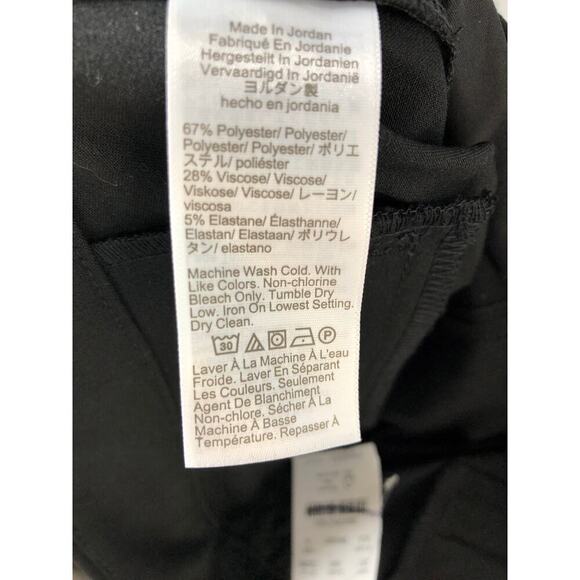 Made In Jordan
Fabriqué En Jordanie
Hergestellt In Jordanien
Vervaardigd In Jordanië
ヨルダン製
hecho en jordania
67% Polyester/ Polyester/
Polyester/ Polyester/ ポリエ
ステル/ poliéster
28% Viscose/ Viscose/
Viskose/ Viscose/ レーヨン/
viscosa
5% Elastane/ Élasthanne/
Elastan/ Elastaan/ ポリウレ
タン/ elastano
Machine Wash Cold. With
Like Colors. Non-chlorine
Bleach Only. Tumble Dry
Low. Iron On Lowest Setting.
Dry Clean.
30 P
Laver À La Machine À L'eau
Froide. Laver En Séparant
Les Couleurs. Seulement
Agent De Blanchiment
Non-chlore. Sécher À La
Machine À Basse
Température. Repasser À